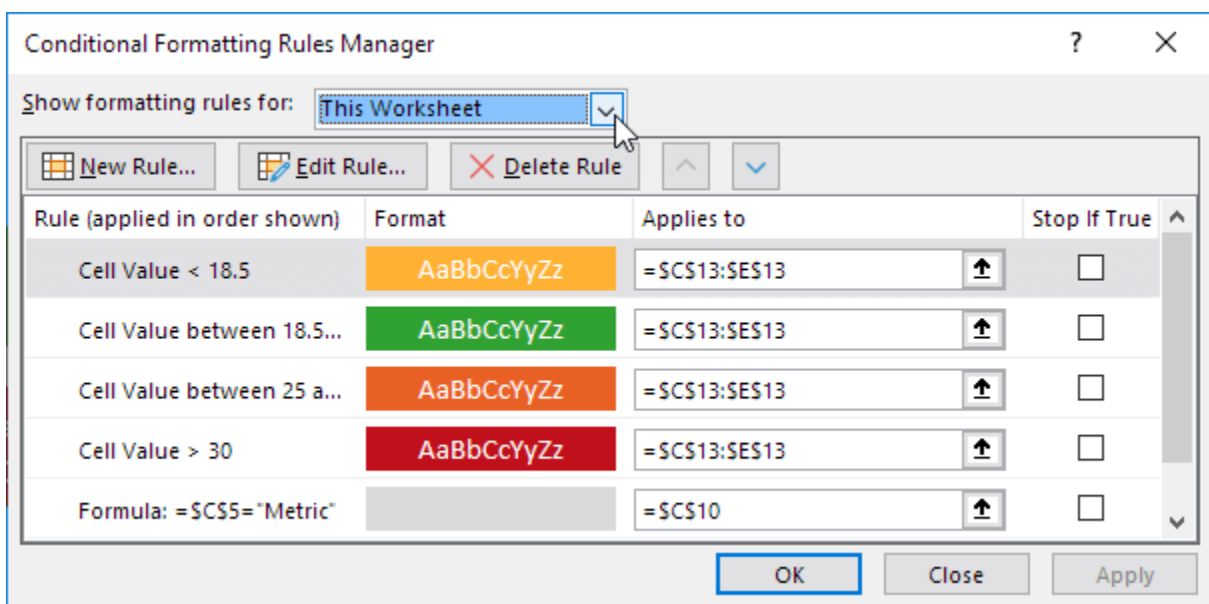 Conditional Formatting Rules Manager ?
Show formatting rules for: This Worksheet
New Rule... Edit Rule... Delete Rule
Rule (applied in order shown) Format Applies to Stop If True
Cell Value < 18.5 AaBbCcYyZz =$C$13:$E$13
Cell Value between 18.5... AaBbCcYyZz =$C$13:$E$13
Cell Value between 25 a... AaBbCcYyZz =$C$13:$E$13
Cell Value > 30 AaBbCcYyZz =$C$13:$E$13
Formula: =$C$5="Metric" =$C$10
OK Close Apply